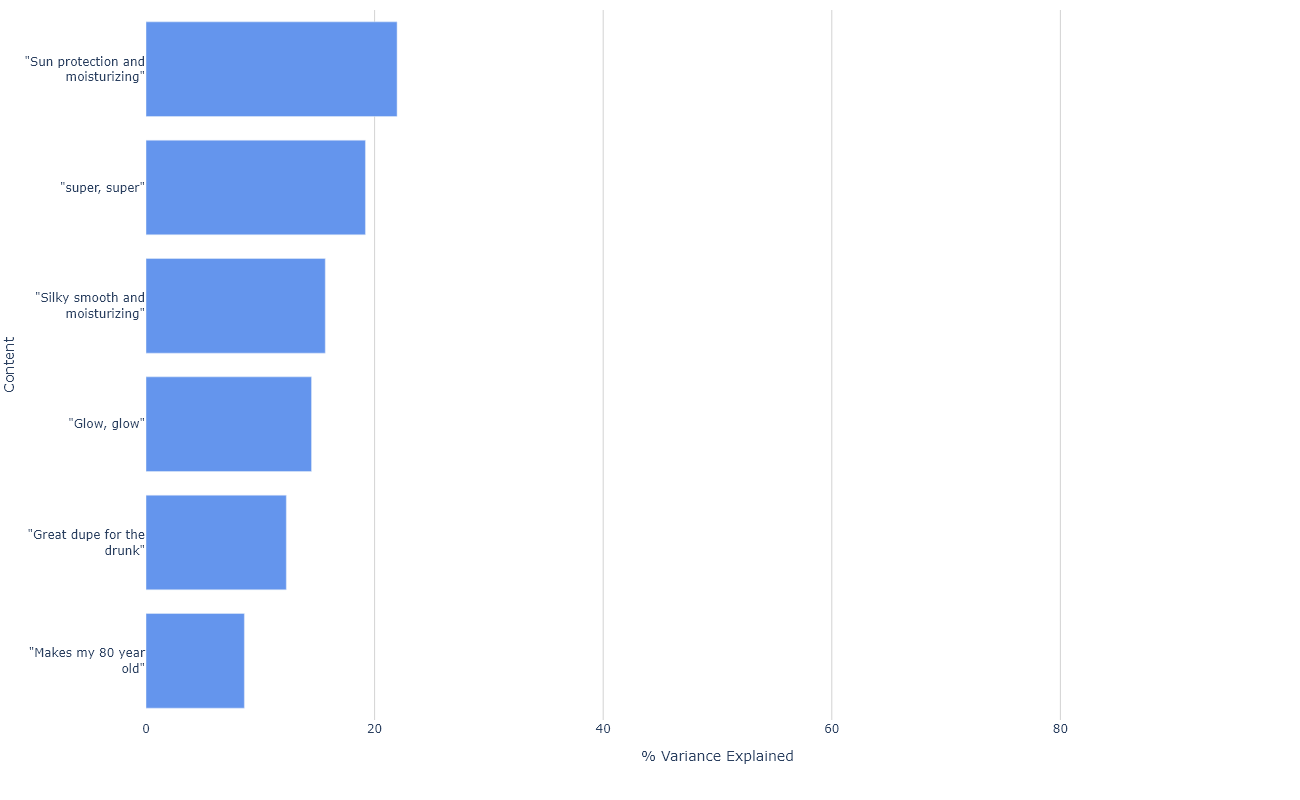 "Sun protection and
moisturizing"
"super, super"
"Silky smooth and
moisturizing"
"Glow, glow"
"Great dupe for the
drunk"
"Makes my 80 year
old"
Content
0 20 40 60 80
% Variance Explained